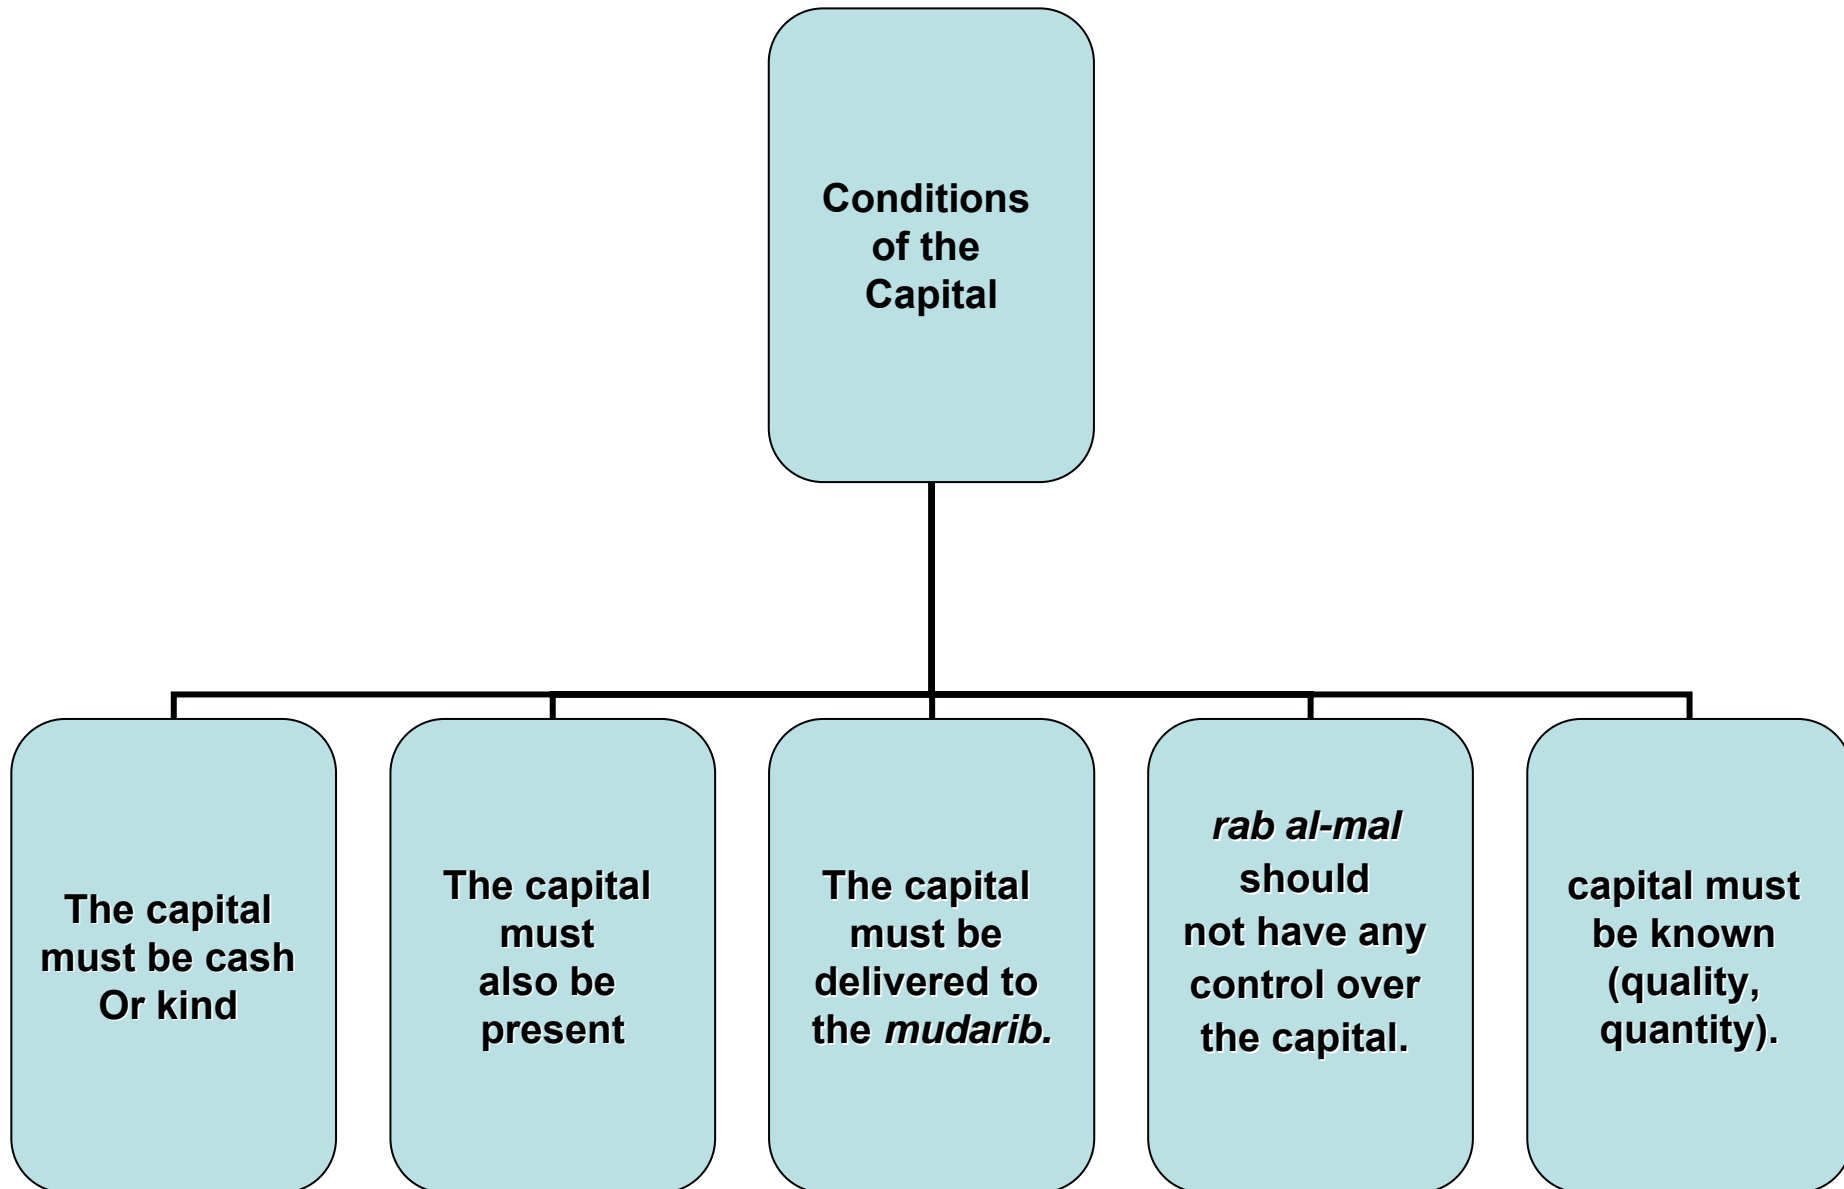 Conditions
of the
Capital
The capital
must be cash
Or kind
The capital
must
also be
present
The capital
must be
delivered to
the mudarib.
rab al-mal
should
not have any
control over
the capital.
capital must
be known
(quality,
quantity).